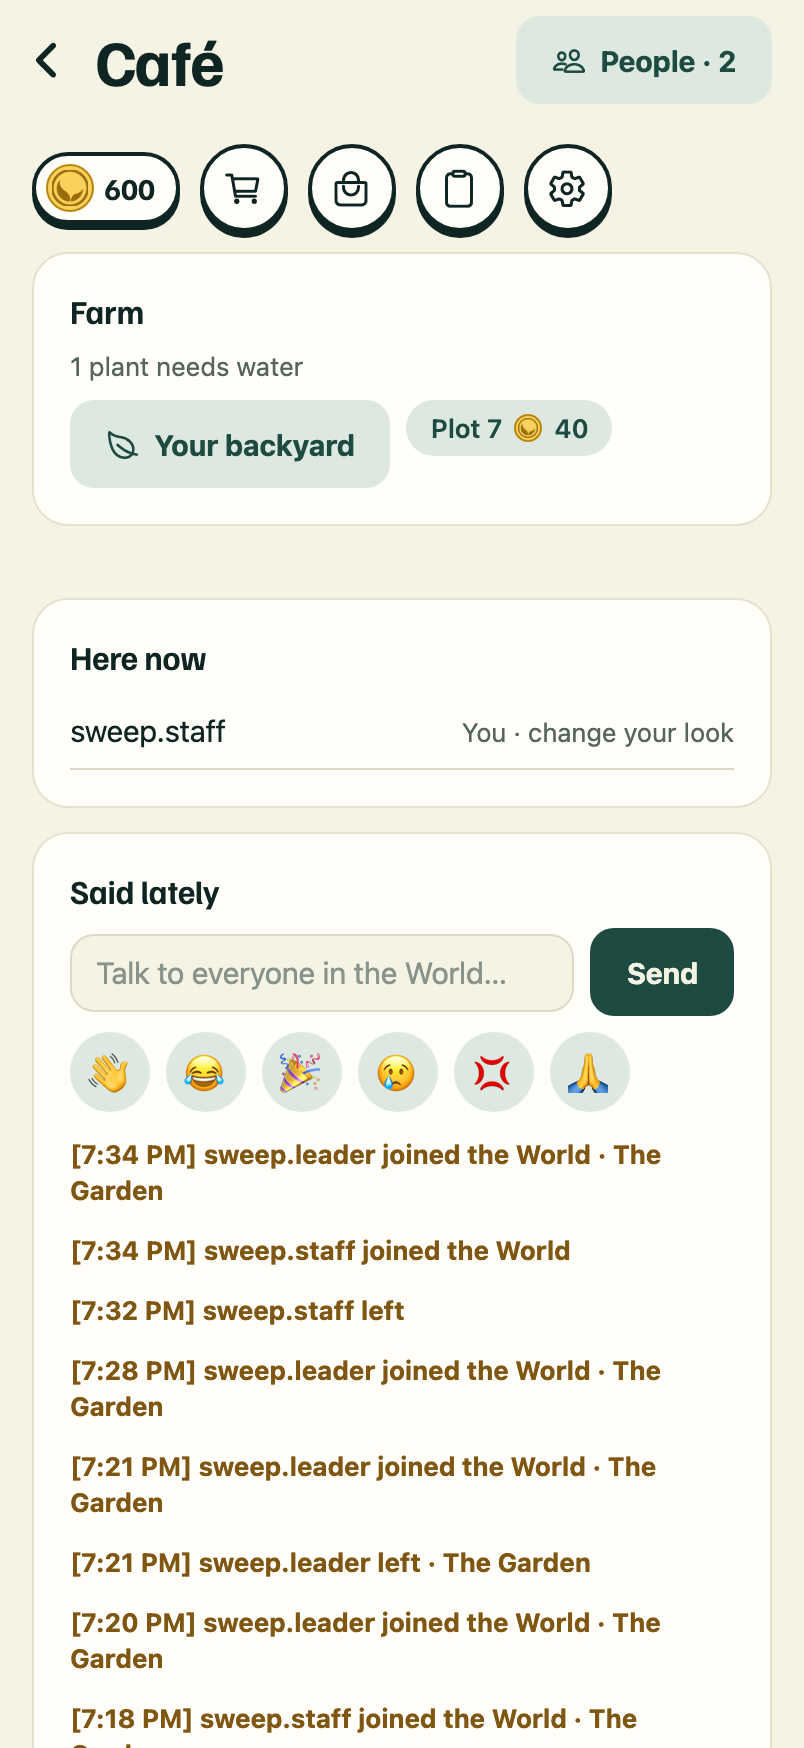 Café
People · 2
600
Farm
1 plant needs water
Your backyard
Plot 7 40
Here now
sweep.staff
You · change your look
Said lately
Talk to everyone in the World...
Send
[7:34 PM] sweep.leader joined the World · The
Garden
[7:34 PM] sweep.staff joined the World
[7:32 PM] sweep.staff left
[7:28 PM] sweep.leader joined the World · The
Garden
[7:21 PM] sweep.leader joined the World · The
Garden
[7:21 PM] sweep.leader left · The Garden
[7:20 PM] sweep.leader joined the World · The
Garden
[7:18 PM] sweep.staff joined the World · The